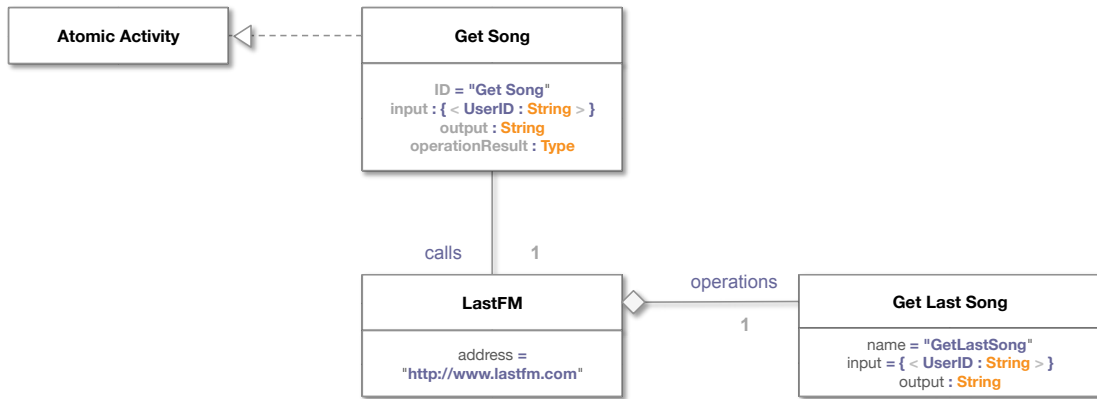 Atomic Activity
Get Song
ID = "Get Song"
input : { < UserID : String > }
output : String
operationResult : Type
calls
1
LastFM
address =
"http://www.lastfm.com"
operations
1
Get Last Song
name = "GetLastSong"
input = { < UserID : String > }
output : String